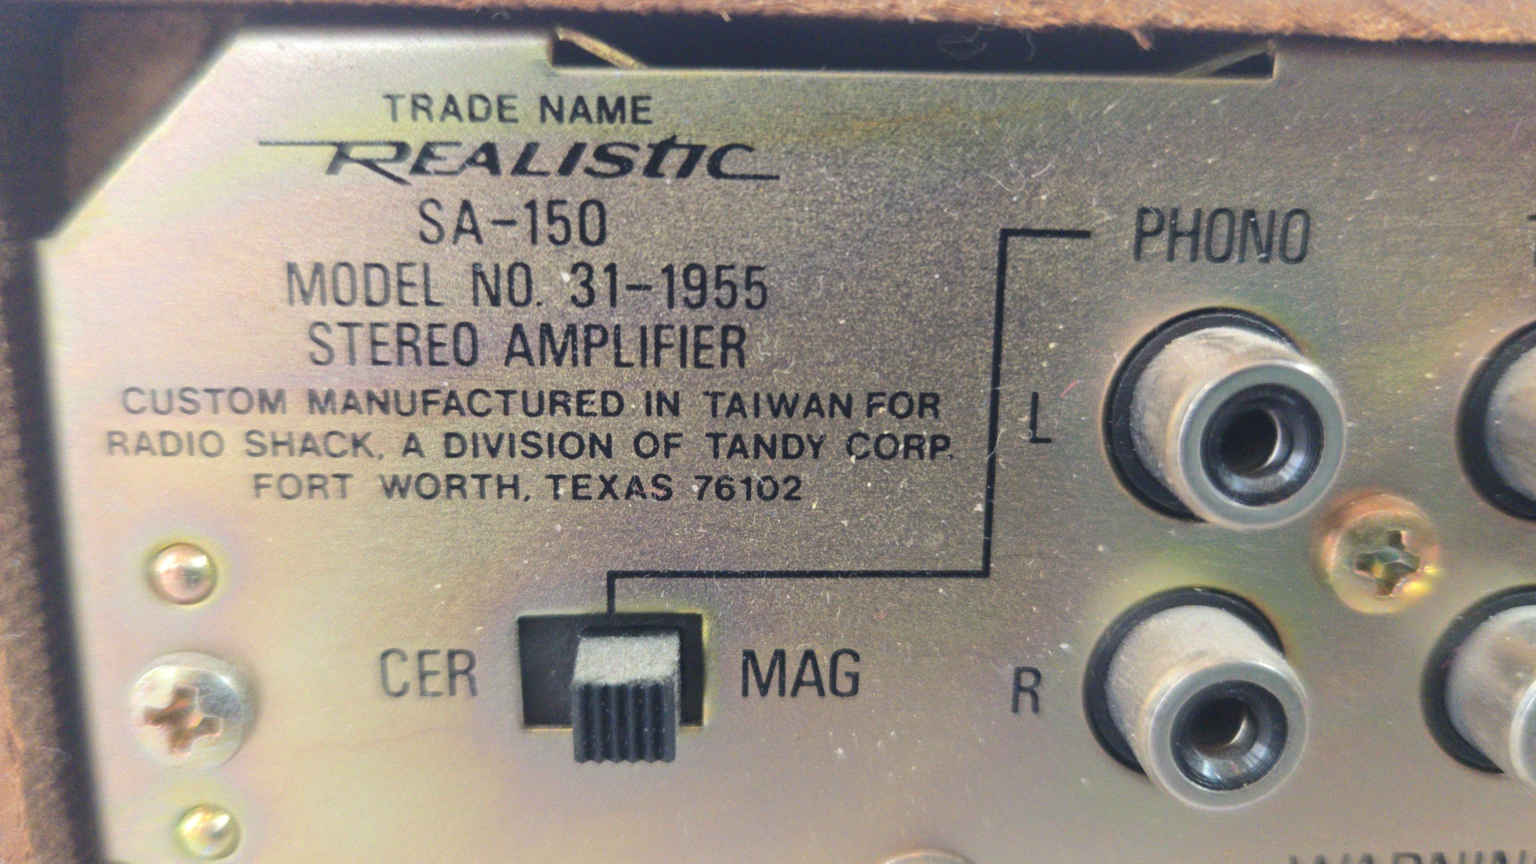 TRADE NAME
REALISTIC
SA-150
MODEL NO. 31-1955
STEREO AMPLIFIER
CUSTOM MANUFACTURED IN TAIWAN FOR
RADIO SHACK, A DIVISION OF TANDY CORP.
FORT WORTH, TEXAS 76102
PHONO
L
CER
MAG
R